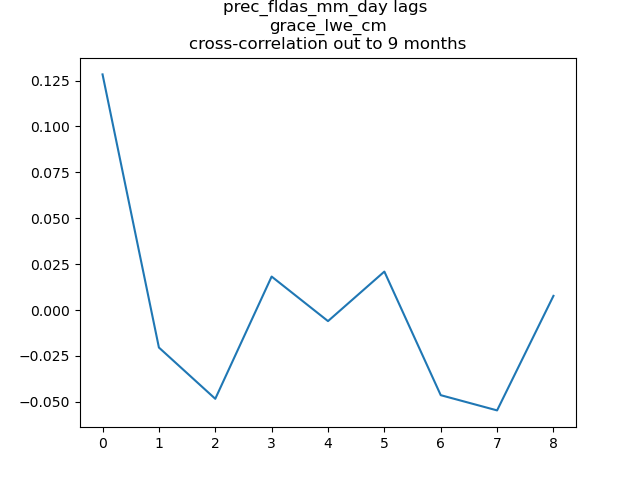 prec_fldas_mm_day lags
grace_lwe_cm
cross-correlation out to 9 months
0.125
0.100
0.075
0.050
0.025
0.000
−0.025
−0.050
0 1 2 3 4 5 6 7 8